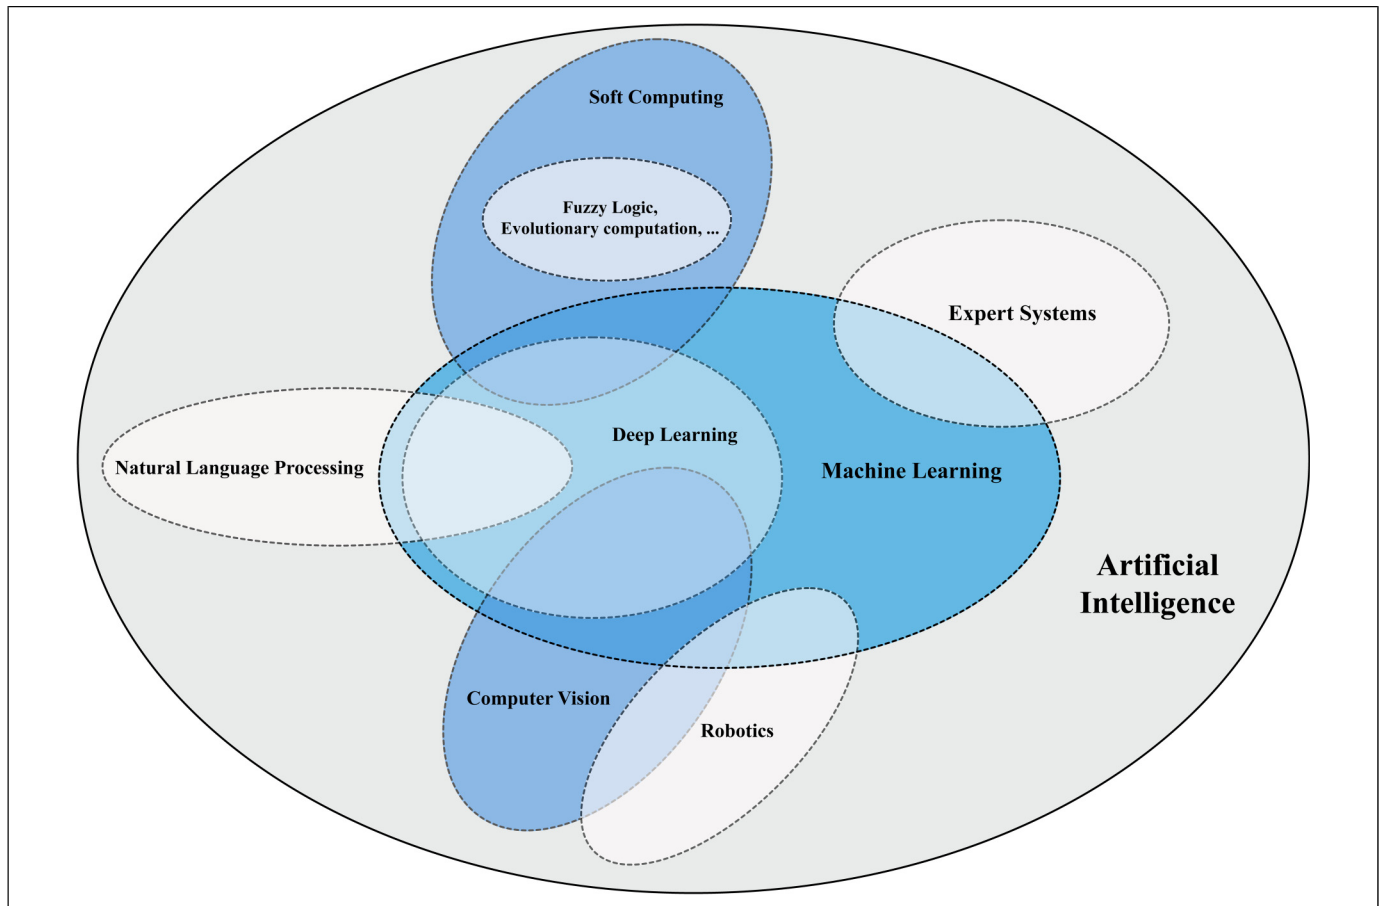 Soft Computing
Fuzzy Logic,
Evolutionary computation, ...
Expert Systems
Deep Learning
Natural Language Processing
Machine Learning
Artificial
Intelligence
Computer Vision
Robotics